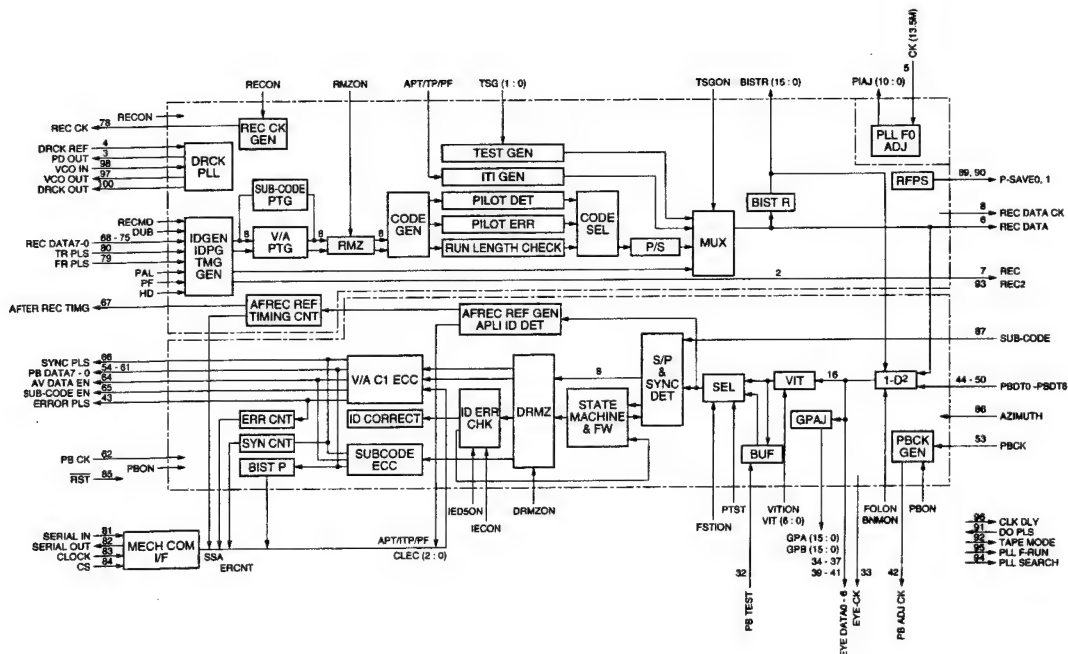 CK (13.5M)
5
RECON
RMZON
APT/TP/PF
TSG (1 : 0)
TSGON
BISTR (15 : 0)
PIAJ (10 : 0)
RECON
REC CK
78
REC CK
GEN
PLL F0
ADJ
DRCK REF
4
PD OUT
3
VCO IN
98
VCO OUT
97
DRCK OUT
100
DRCK
PLL
TEST GEN
ITI GEN
SUB-CODE
PTG
PILOT DET
RFPS
89, 90
P-SAVE0, 1
BIST R
8
REC DATA CK
6
REC DATA
RECMD
DUB
REC DATA7-0
68 - 75
TR PLS
80
FR PLS
79
PAL
PF
HD
IDGEN
IDPG
TMG
GEN
8
V/A
PTG
8
RMZ
8
CODE
GEN
PILOT ERR
RUN LENGTH CHECK
CODE
SEL
P/S
MUX
2
7
REC
93
REC2
AFTER REC TIMG
67
AFREC REF
TIMING CNT
AFREC REF GEN
APLI ID DET
87
SUB-CODE
SYNC PLS
66
PB DATA7 - 0
54 - 61
AV DATA EN
64
SUB-CODE EN
65
ERROR PLS
43
V/A C1 ECC
8
S/P
&
SYNC
DET
SEL
VIT
16
1-D²
44 - 50
PBDT0 -PBDT6
ERR CNT
ID CORRECT
ID ERR
CHK
DRMZ
STATE
MACHINE
& FW
GPAJ
86
AZIMUTH
SYN CNT
SUBCODE
ECC
BUF
PBCK
GEN
53
PBCK
PB CK
62
PBON
BIST P
RST
85
IED5ON
IECON
DRMZON
FSTION
PTST
VITION
VIT (6 : 0)
FOLON
BNMON
PBON
SERIAL IN
81
SERIAL OUT
82
CLOCK
83
CS
84
MECH COM
I/F
SSA
ERCNT
APT/ITP/PF
CLEC (2 : 0)
GPA (15 : 0)
GPB (15 : 0)
34 - 37
39 - 41
32
33
42
PB TEST
EYE DATA0 - 6
EYE-CK
PB ADJ CK
96
CLK DLY
91
DO PLS
92
TAPE MODE
95
PLL F-RUN
94
PLL SEARCH